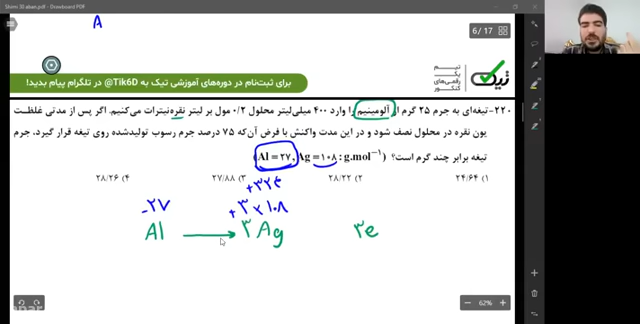 Shimi 30 aban.pdf - Drawboard PDF
A
6 / 17
تیم
یک
رقمی‌های
کنکور
تیک
برای ثبت‌نام در دوره‌های آموزشی تیک به Tik6D@ در تلگرام پیام بدید!
۲۲۰-تیغه‌ای به جرم ۲۵ گرم از آلومینیم را وارد ۴۰۰ میلی‌لیتر محلول ۰/۲ مول بر لیتر نقره‌نیترات می‌کنیم. اگر پس از مدتی غلظت
یون نقره در محلول نصف شود و در این مدت واکنش با فرض آن‌که ۷۵ درصد جرم رسوب تولیدشده روی تیغه قرار گیرد، جرم
تیغه برابر چند گرم است؟ (Al = ۲۷, Ag = ۱۰۸ : g.mol⁻¹)
۱) ۲۴/۶۴
۲) ۲۸/۲۲
۳) ۲۷/۸۸
۴) ۲۸/۲۶
+۳۲۴
-۲۷
+۳×۱۰۸
Al → ۳Ag ۳e
62%